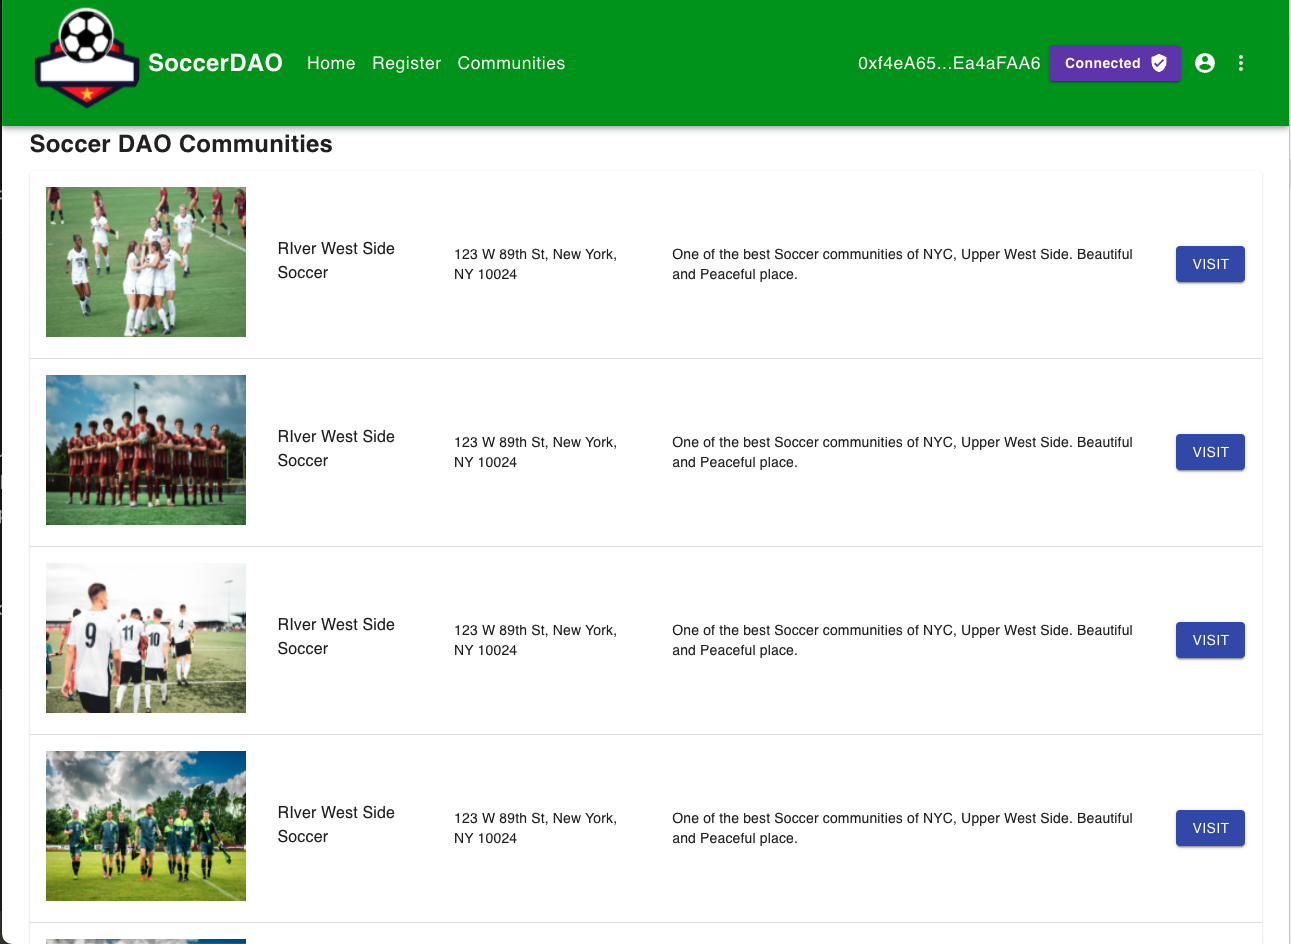 SoccerDAO Home Register Communities 0xf4eA65...Ea4aFAA6 Connected
Soccer DAO Communities
RIver West Side
Soccer
123 W 89th St, New York,
NY 10024
One of the best Soccer communities of NYC, Upper West Side. Beautiful
and Peaceful place.
VISIT
RIver West Side
Soccer
123 W 89th St, New York,
NY 10024
One of the best Soccer communities of NYC, Upper West Side. Beautiful
and Peaceful place.
VISIT
9
11
10
4
RIver West Side
Soccer
123 W 89th St, New York,
NY 10024
One of the best Soccer communities of NYC, Upper West Side. Beautiful
and Peaceful place.
VISIT
RIver West Side
Soccer
123 W 89th St, New York,
NY 10024
One of the best Soccer communities of NYC, Upper West Side. Beautiful
and Peaceful place.
VISIT